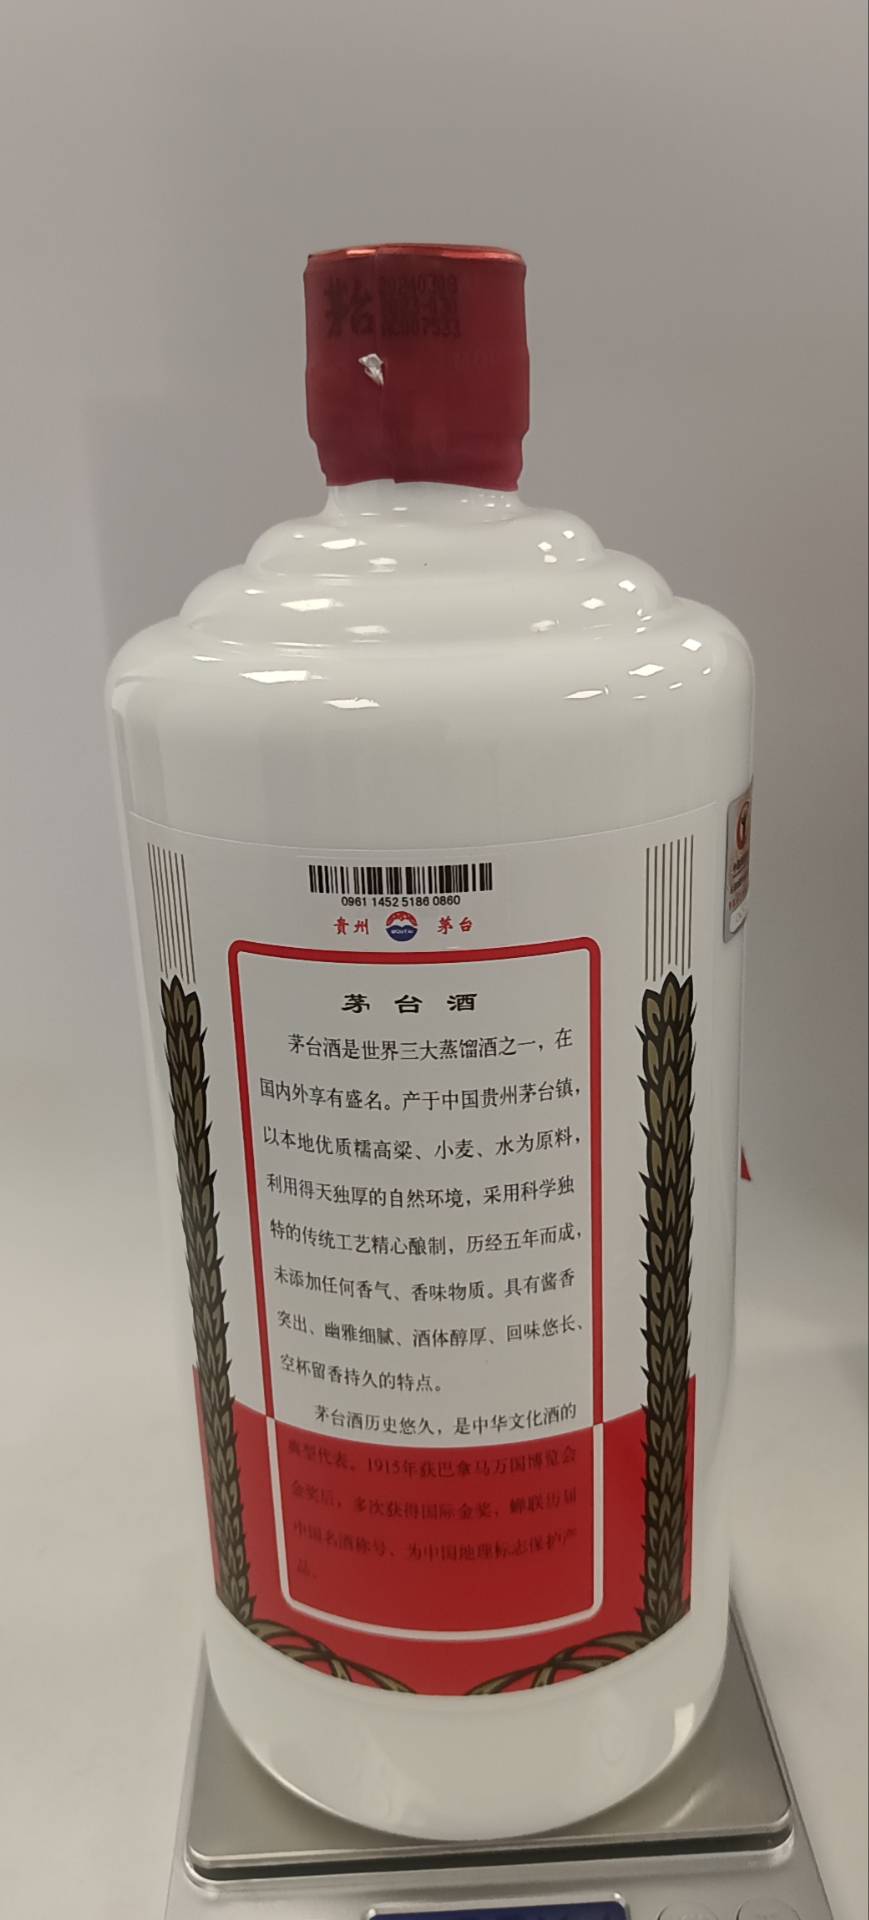 茅台
0961 1452 5186 0860
贵州 MOUTAI 茅台
茅台酒
茅台酒是世界三大蒸馏酒之一，在
国内外享有盛名。产于中国贵州茅台镇，
以本地优质糯高粱、小麦、水为原料，
利用得天独厚的自然环境，采用科学独
特的传统工艺精心酿制，历经五年而成，
未添加任何香气、香味物质。具有酱香
突出、幽雅细腻、酒体醇厚、回味悠长、
空杯留香持久的特点。
茅台酒历史悠久，是中华文化酒的
典型代表。1915年获巴拿马万国博览会
金奖后，多次获得国际金奖，蝉联历届
中国名酒称号、为中国地理标志保护产
品。